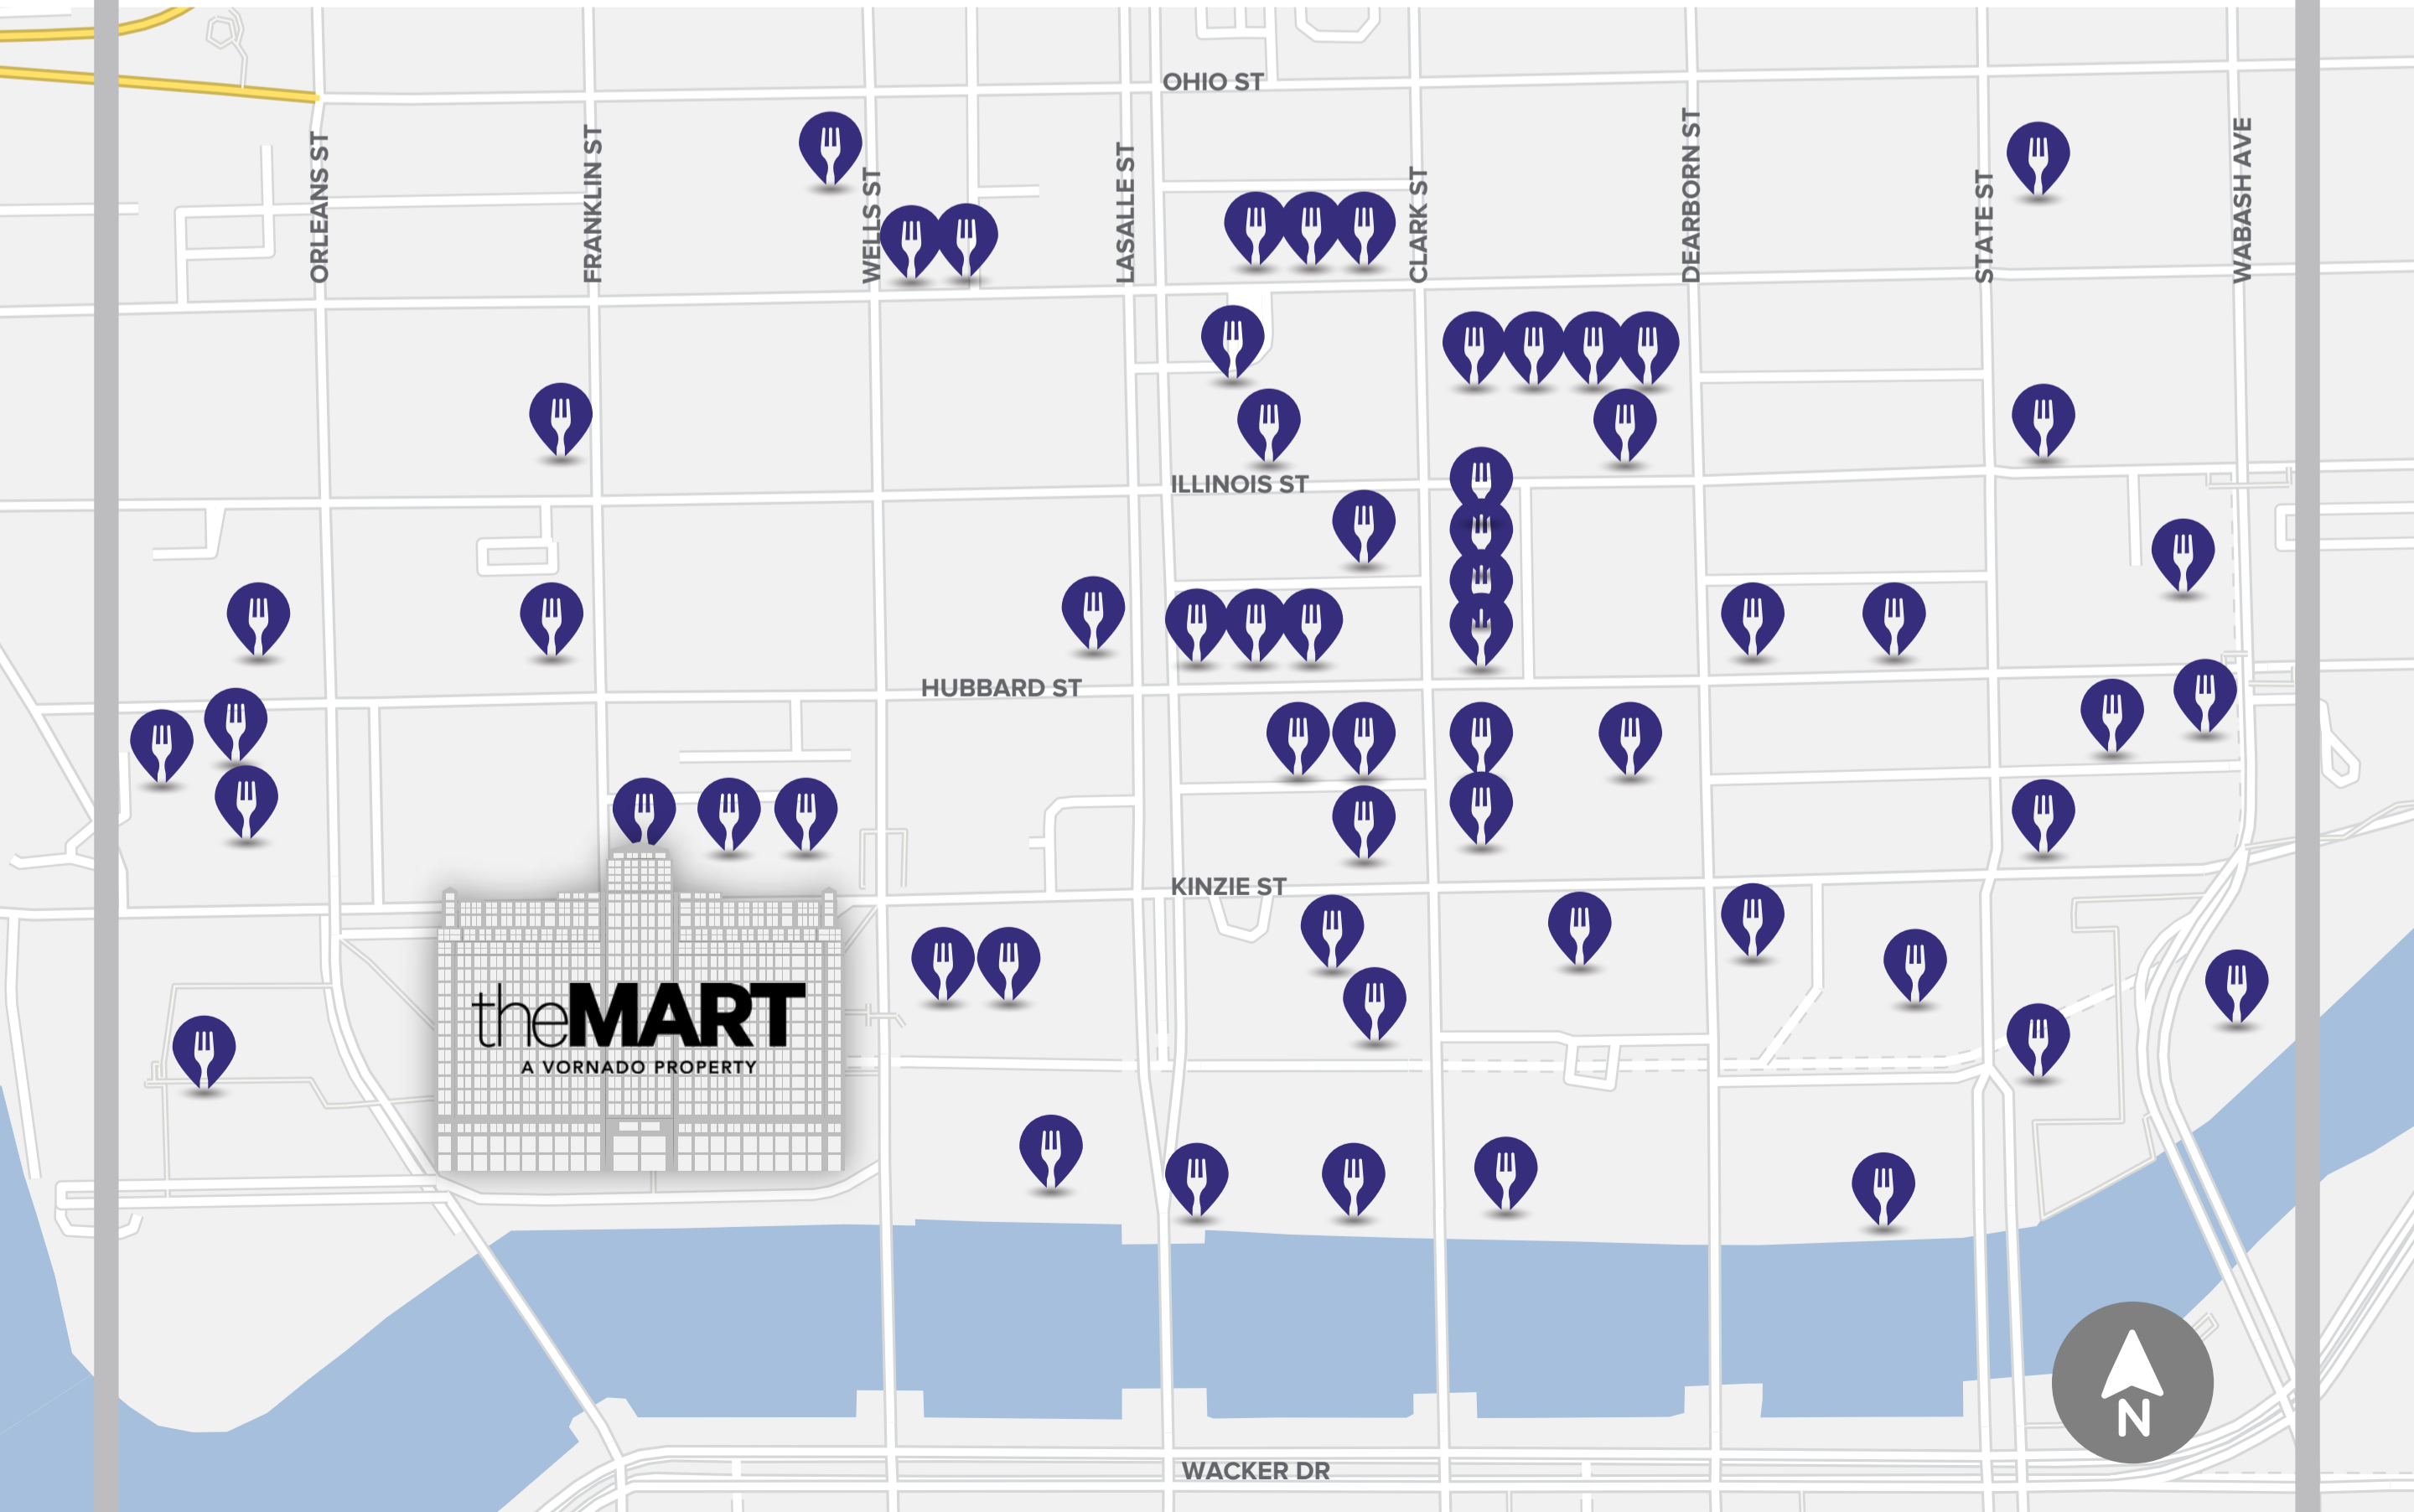 OHIO ST
ORLEANS ST
FRANKLIN ST
WELLS ST
LASALLE ST
CLARK ST
DEARBORN ST
STATE ST
WABASH AVE
ILLINOIS ST
HUBBARD ST
KINZIE ST
theMART
A VORNADO PROPERTY
N
WACKER DR